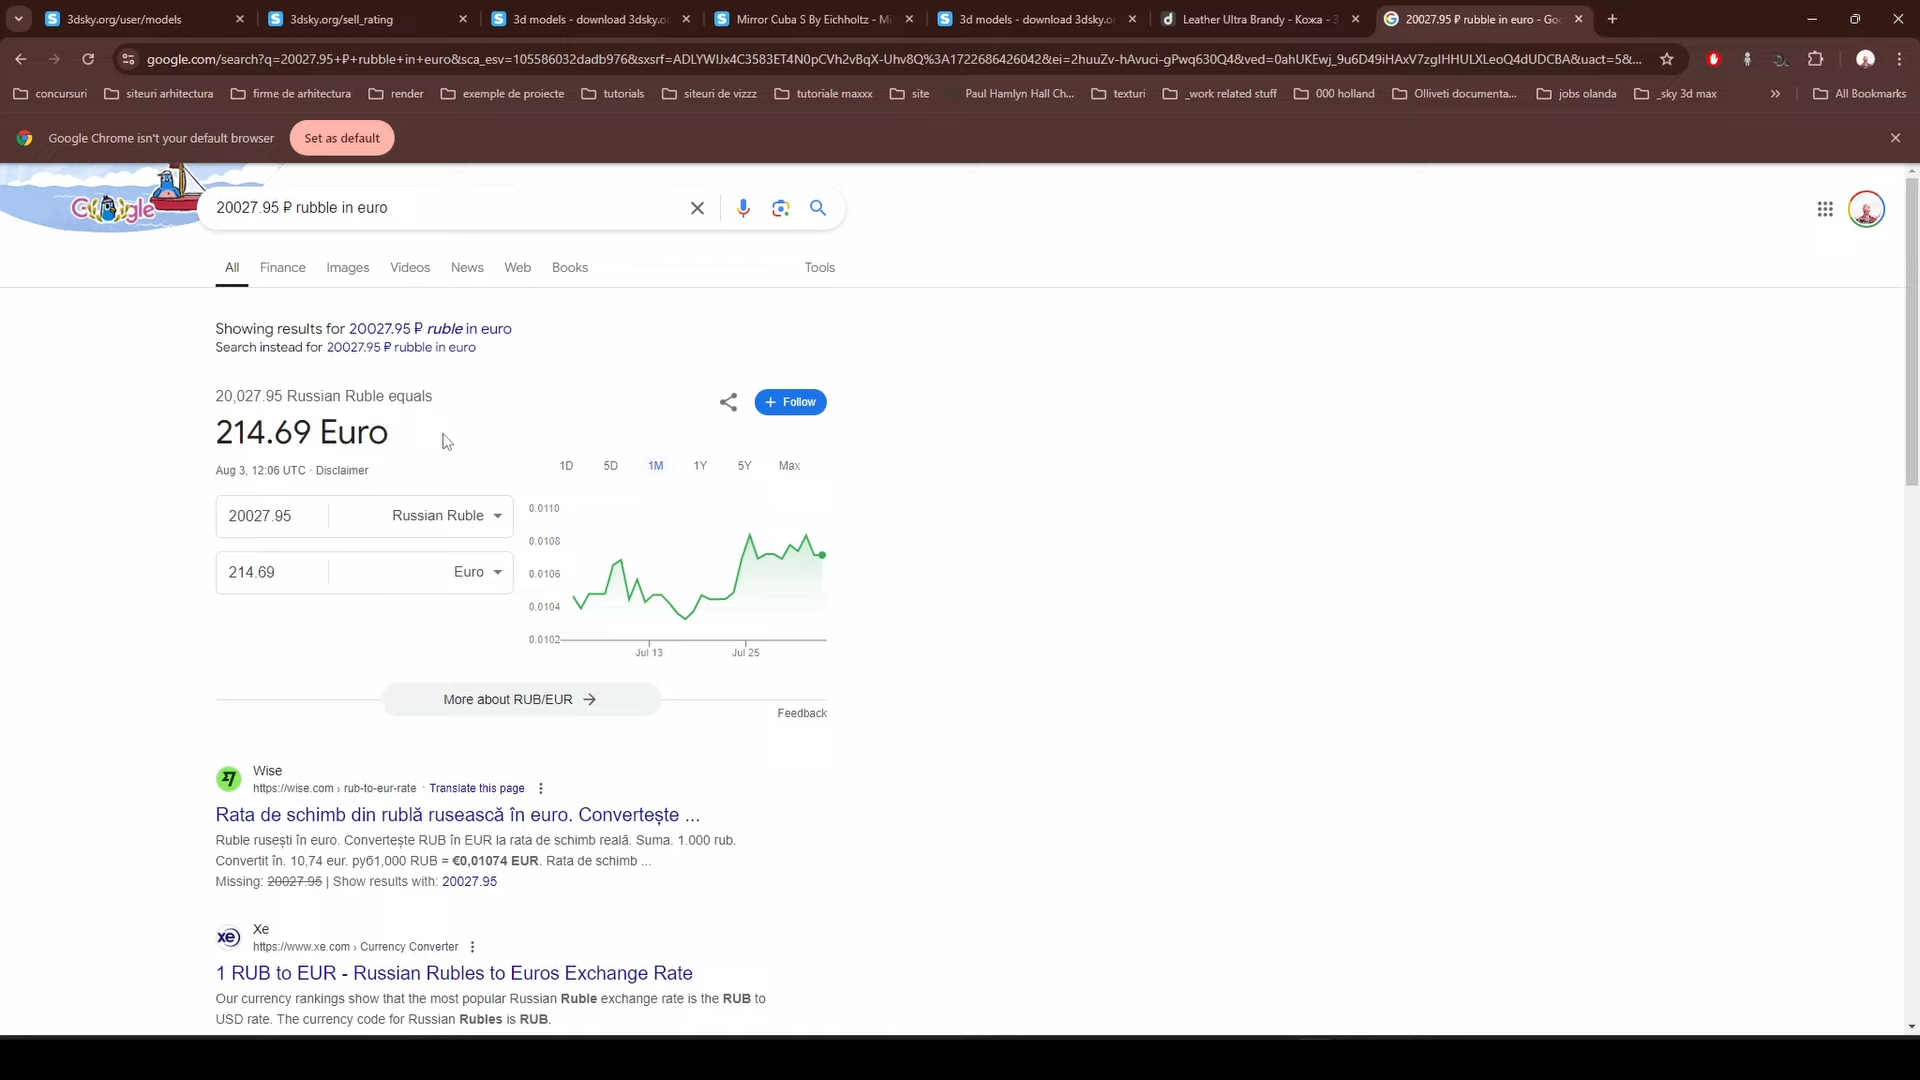 3dsky.org/user/models
3dsky.org/sell_rating
3d models - download 3dsky.or
Mirror Cuba S By Eichholtz - Mi
3d models - download 3dsky.or
Leather Ultra Brandy - Кожа - 3
20027.95 ₽ rubble in euro - Goo
google.com/search?q=20027.95+₽+rubble+in+euro&sca_esv=105586032dadb976&sxsrf=ADLYWIJx4C3583ET4N0pCVh2vBqX-Uhv8Q%3A1722686426042&ei=2huuZv-hAvuci-gPwq630Q4&ved=0ahUKEwj_9u6D49iHAxV7zgIHHULXLeoQ4dUDCBA&uact=5&...
concursuri
siteuri arhitectura
firme de arhitectura
render
exemple de proiecte
tutorials
siteuri de vizzz
tutoriale maxxx
site
Paul Hamlyn Hall Ch...
texturi
_work related stuff
000 holland
Olliveti documenta...
jobs olanda
_sky 3d max
»
All Bookmarks
Google Chrome isn't your default browser
Set as default
Google
20027.95 ₽ rubble in euro
All
Finance
Images
Videos
News
Web
Books
Tools
Showing results for 20027.95 ₽ ruble in euro
Search instead for 20027.95 ₽ rubble in euro
20,027.95 Russian Ruble equals
214.69 Euro
Aug 3, 12:06 UTC · Disclaimer
+ Follow
20027.95
Russian Ruble
214.69
Euro
1D
5D
1M
1Y
5Y
Max
0.0110
0.0108
0.0106
0.0104
0.0102
Jul 13
Jul 25
More about RUB/EUR
Feedback
Wise
https://wise.com › rub-to-eur-rate · Translate this page
Rata de schimb din rublă rusească în euro. Convertește ...
Ruble rusești în euro. Convertește RUB în EUR la rata de schimb reală. Suma. 1.000 rub.
Convertit în. 10,74 eur. руб1,000 RUB = €0,01074 EUR. Rata de schimb ...
Missing: 20027.95 | Show results with: 20027.95
xe
Xe
https://www.xe.com › Currency Converter
1 RUB to EUR - Russian Rubles to Euros Exchange Rate
Our currency rankings show that the most popular Russian Ruble exchange rate is the RUB to
USD rate. The currency code for Russian Rubles is RUB.